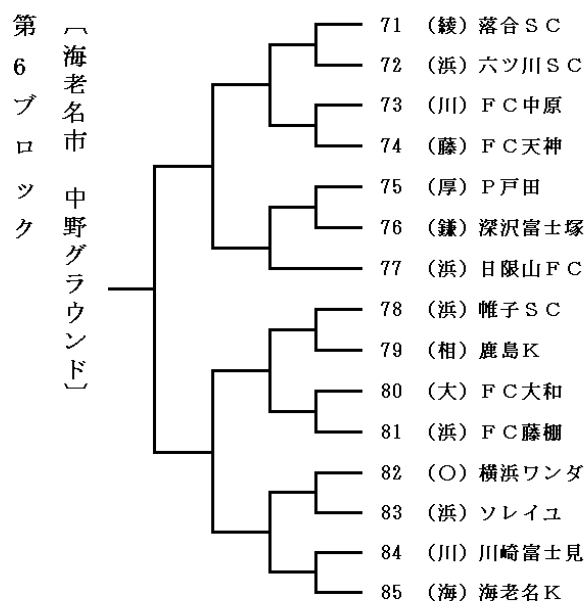 第6ブロック
〔海老名市 中野グラウンド〕
71 (綾) 落合SC
72 (浜) 六ツ川SC
73 (川) FC中原
74 (藤) FC天神
75 (厚) P戸田
76 (鎌) 深沢富士塚
77 (浜) 日限山FC
78 (浜) 帷子SC
79 (相) 鹿島K
80 (大) FC大和
81 (浜) FC藤棚
82 (〇) 横浜ワンダ
83 (浜) ソレイユ
84 (川) 川崎富士見
85 (海) 海老名K